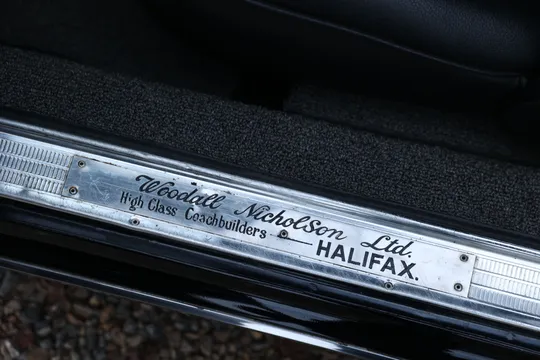 Woodall Nicholson Ltd.
High Class Coachbuilders
HALIFAX.